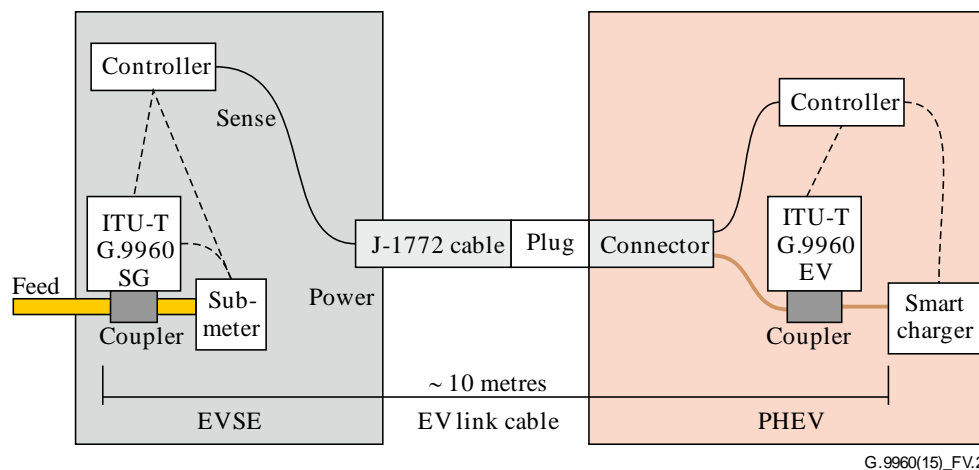 Controller
Sense
Controller
ITU-T
G.9960
SG
ITU-T
G.9960
EV
J-1772 cable
Plug
Connector
Feed
Power
Sub-
meter
Smart
charger
Coupler
Coupler
~ 10 metres
EVSE
EV link cable
PHEV